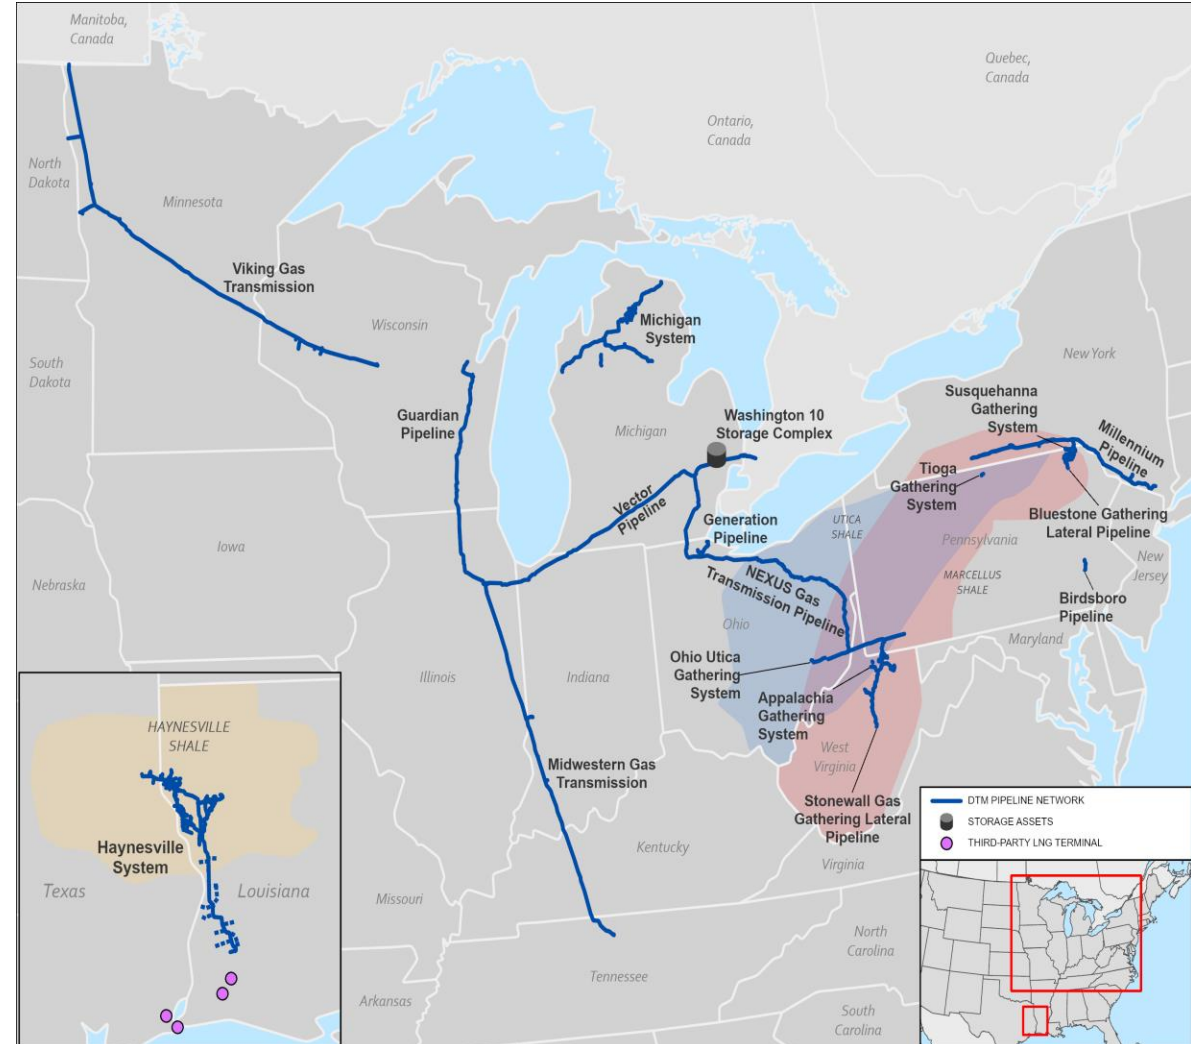 Manitoba,
Canada
Quebec,
Canada
Ontario,
Canada
North
Dakota
Minnesota
Viking Gas
Transmission
Wisconsin
Michigan
System
South
Dakota
New York
Guardian
Pipeline
Michigan
Washington 10
Storage Complex
Susquehanna
Gathering
System
Millennium
Pipeline
Tioga
Gathering
System
Vector
Pipeline
Generation
Pipeline
UTICA
SHALE
Bluestone Gathering
Lateral Pipeline
Pennsylvania
Iowa
Nebraska
NEXUS Gas
Transmission Pipeline
MARCELLUS
SHALE
New
Jersey
Birdsboro
Pipeline
Ohio
Maryland
Illinois
Indiana
Ohio Utica
Gathering
System
Appalachia
Gathering
System
West
Virginia
Midwestern Gas
Transmission
Stonewall Gas
Gathering Lateral
Pipeline
Kentucky
Virginia
Missouri
Tennessee
North
Carolina
South
Carolina
Arkansas
HAYNESVILLE
SHALE
Haynesville
System
Texas
Louisiana
DTM PIPELINE NETWORK
STORAGE ASSETS
THIRD-PARTY LNG TERMINAL